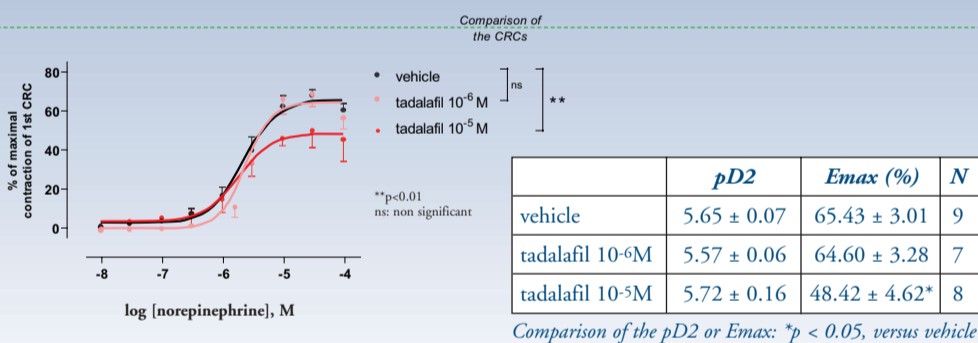 Comparison of
the CRCs
% of maximal
contraction of 1st CRC
80
60
40
20
0
-8 -7 -6 -5 -4
log [norepinephrine], M
vehicle
tadalafil 10⁻⁶ M
tadalafil 10⁻⁵ M
ns
**
**p<0.01
ns: non significant
pD2 Emax (%) N
vehicle 5.65 ± 0.07 65.43 ± 3.01 9
tadalafil 10-6M 5.57 ± 0.06 64.60 ± 3.28 7
tadalafil 10-5M 5.72 ± 0.16 48.42 ± 4.62* 8
Comparison of the pD2 or Emax: *p < 0.05, versus vehicle